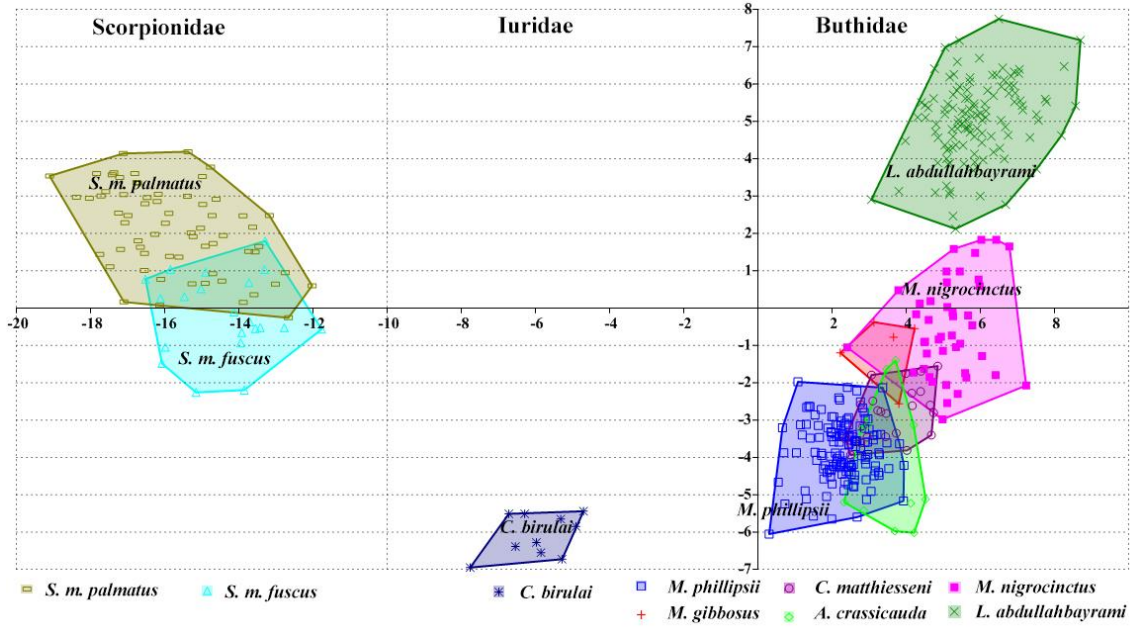 8
Scorpionidae Iuridae Buthidae
7
6
5
4
L. abdullahbayrami
S. m. palmatus
3
2
1
M. nigrocinctus
-20 -16 -14 -12 -10 -8 -6 -4 -2 2 4 6 8
-1
S. m. fuscus
-2
-3
-4
-5
M. phillipsii
C. birulai
-6
-7
S. m. palmatus S. m. fuscus C. birulai M. phillipsii C. matthiesseni M. nigrocinctus
M. gibbosus A. crassicauda L. abdullahbayrami